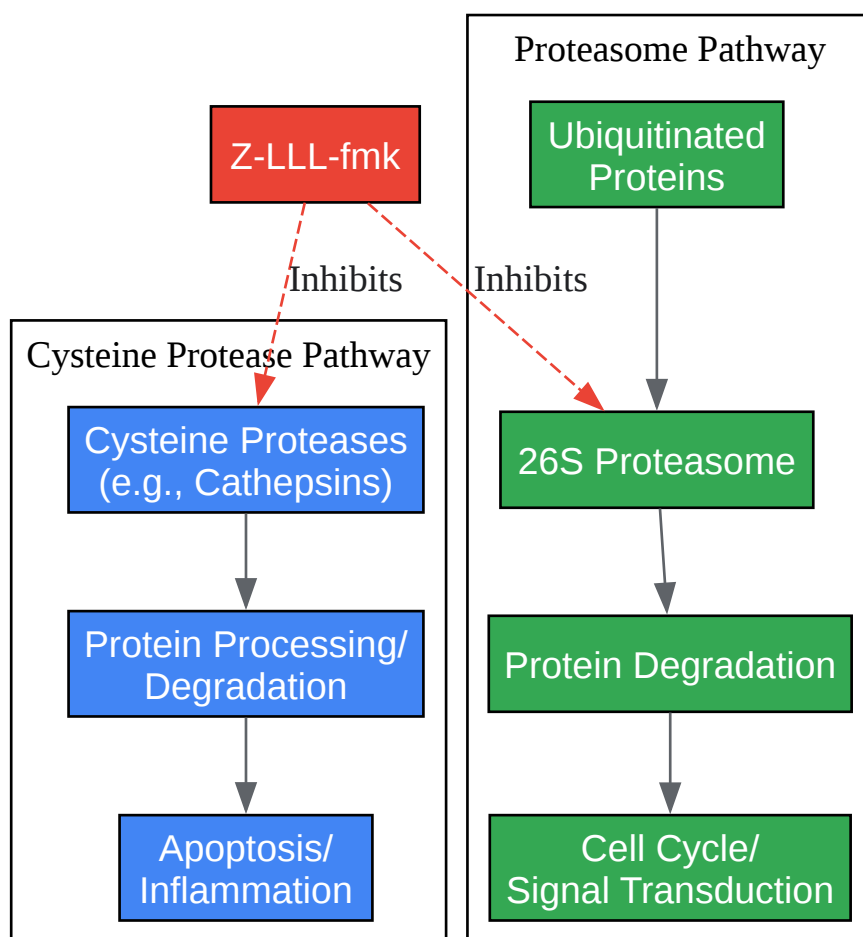 Proteasome Pathway
Z-LLL-fmk
Ubiquitinated
Proteins
Inhibits
Inhibits
Cysteine Protease Pathway
Cysteine Proteases
(e.g., Cathepsins)
26S Proteasome
Protein Processing/
Degradation
Protein Degradation
Apoptosis/
Inflammation
Cell Cycle/
Signal Transduction